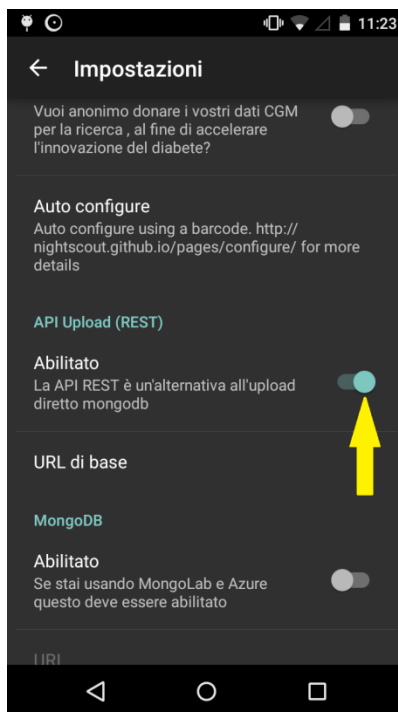 11:23
Impostazioni
Vuoi anonimo donare i vostri dati CGM
per la ricerca , al fine di accelerare
l'innovazione del diabete?
Auto configure
Auto configure using a barcode. http://
nightscout.github.io/pages/configure/ for more
details
API Upload (REST)
Abilitato
La API REST è un'alternativa all'upload
diretto mongodb
URL di base
MongoDB
Abilitato
Se stai usando MongoLab e Azure
questo deve essere abilitato
URL